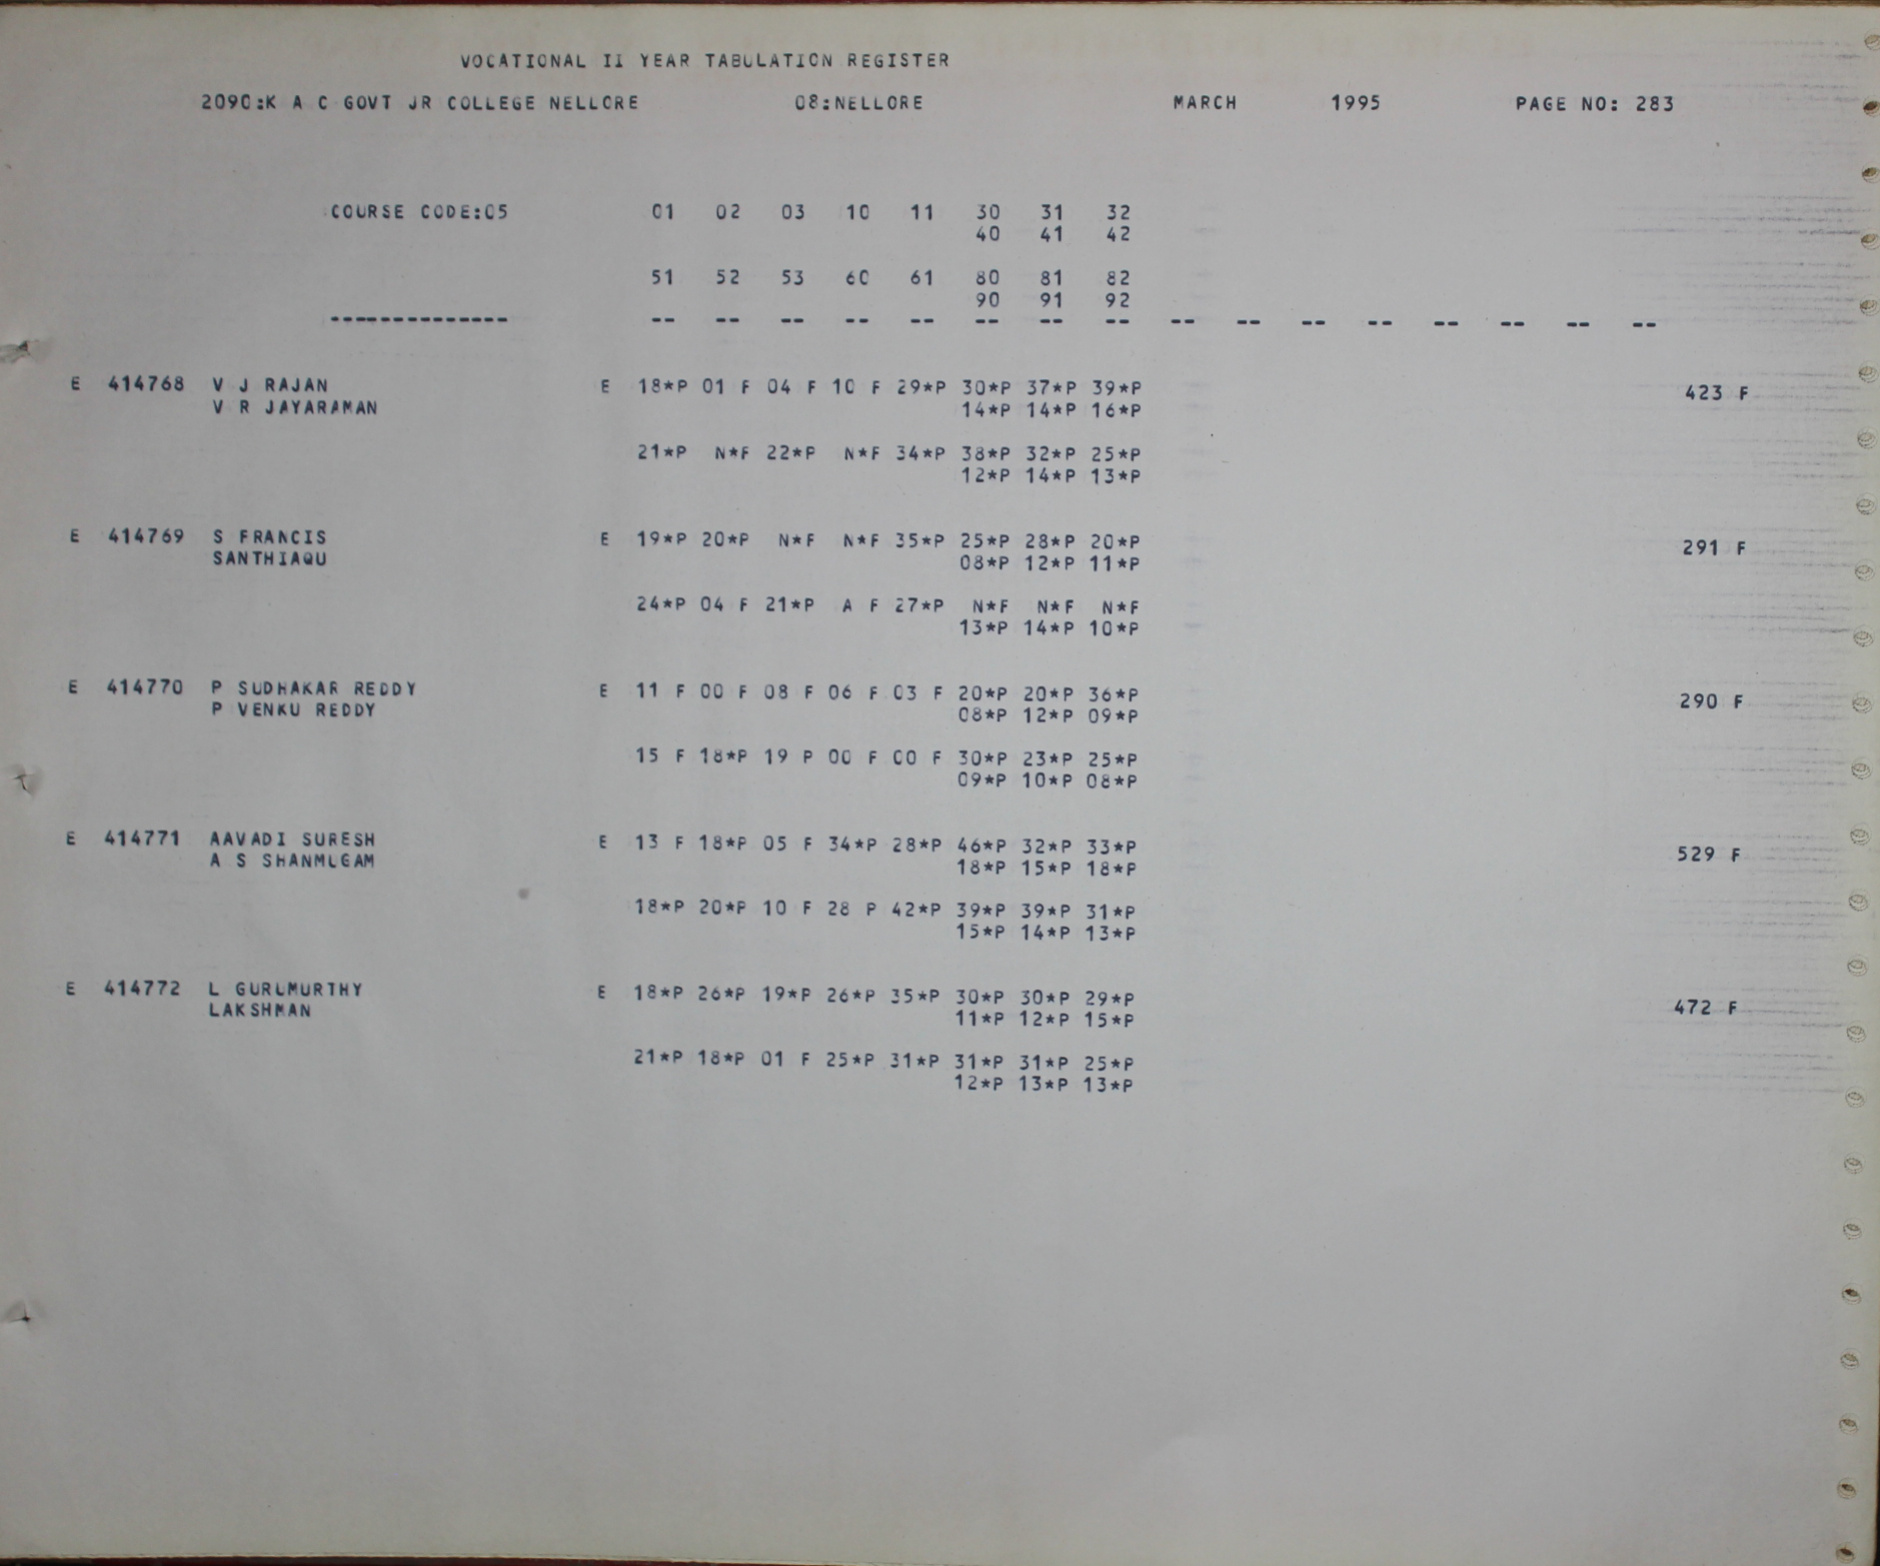 VOCATIONAL II YEAR TABULATION REGISTER
2090:K A C GOVT JR COLLEGE NELLORE 08:NELLORE MARCH 1995 PAGE NO: 283
COURSE CODE:05 01 02 03 10 11 30 31 32
40 41 42
51 52 53 60 61 80 81 82
90 91 92
-------------- -- -- -- -- -- -- -- -- -- -- -- -- -- -- -- --
E 414768 V J RAJAN E 18*P 01 F 04 F 10 F 29*P 30*P 37*P 39*P 423 F
V R JAYARAMAN 14*P 14*P 16*P
21*P N*F 22*P N*F 34*P 38*P 32*P 25*P
12*P 14*P 13*P
E 414769 S FRANCIS E 19*P 20*P N*F N*F 35*P 25*P 28*P 20*P 291 F
SANTHIAQU 08*P 12*P 11*P
24*P 04 F 21*P A F 27*P N*F N*F N*F
13*P 14*P 10*P
E 414770 P SUDHAKAR REDDY E 11 F 00 F 08 F 06 F 03 F 20*P 20*P 36*P 290 F
P VENKU REDDY 08*P 12*P 09*P
15 F 18*P 19 P 00 F 00 F 30*P 23*P 25*P
09*P 10*P 08*P
E 414771 AAVADI SURESH E 13 F 18*P 05 F 34*P 28*P 46*P 32*P 33*P 529 F
A S SHANMUGAM 18*P 15*P 18*P
18*P 20*P 10 F 28 P 42*P 39*P 39*P 31*P
15*P 14*P 13*P
E 414772 L GURUMURTHY E 18*P 26*P 19*P 26*P 35*P 30*P 30*P 29*P 472 F
LAKSHMAN 11*P 12*P 15*P
21*P 18*P 01 F 25*P 31*P 31*P 31*P 25*P
12*P 13*P 13*P